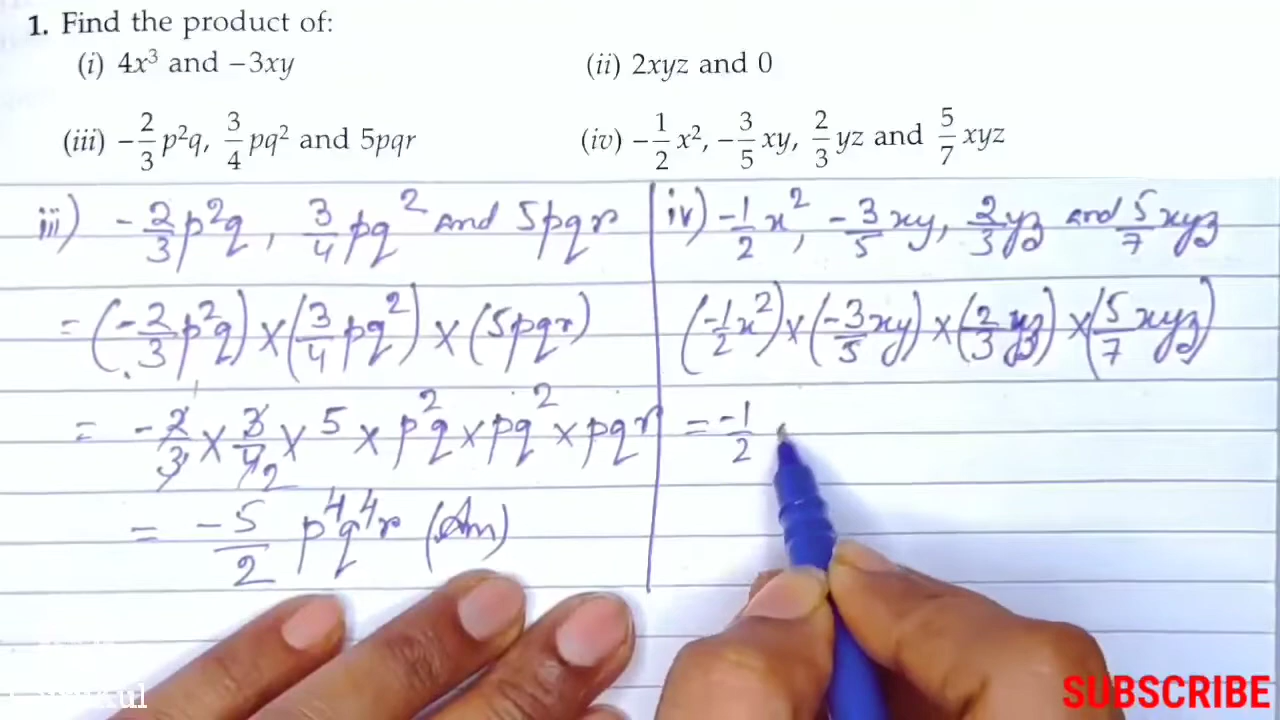 1. Find the product of:
(i) 4x³ and −3xy (ii) 2xyz and 0
(iii) −2/3 p²q, 3/4 pq² and 5pqr (iv) −1/2 x², −3/5 xy, 2/3 yz and 5/7 xyz
iii) −2/3 p²q, 3/4 pq² and 5pqr
= (−2/3 p²q) × (3/4 pq²) × (5pqr)
= −2/3 × 3/4 2 × 5 × p²q × pq² × pqr
= −5/2 p⁴q⁴r (An)
iv) −1/2 x², −3/5 xy, 2/3 yz and 5/7 xyz
(−1/2 x²) × (−3/5 xy) × (2/3 yz) × (5/7 xyz)
= −1/2
SUBSCRIBE